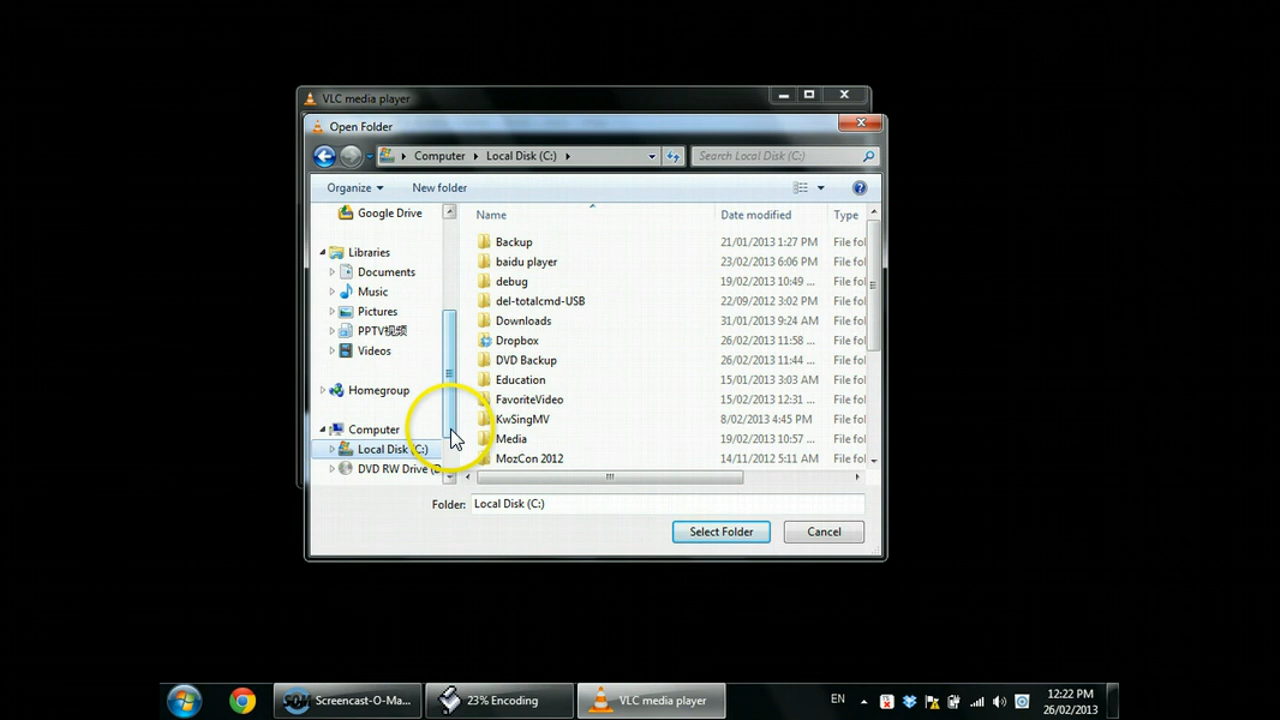 VLC media player
Open Folder
Computer Local Disk (C:)
Search Local Disk (C:)
Organize
New folder
Google Drive
Libraries
Documents
Music
Pictures
PPTV视频
Videos
Homegroup
Computer
Local Disk (C:)
DVD RW Drive (D
Name Date modified Type
Backup 21/01/2013 1:27 PM File fol
baidu player 23/02/2013 6:06 PM File fol
debug 19/02/2013 10:49 ... File fol
del-totalcmd-USB 22/09/2012 3:02 PM File fol
Downloads 31/01/2013 9:24 AM File fol
Dropbox 26/02/2013 11:58 ... File fol
DVD Backup 26/02/2013 11:44 ... File fol
Education 15/01/2013 3:03 AM File fol
FavoriteVideo 15/02/2013 12:31 ... File fol
KwSingMV 8/02/2013 4:45 PM File fol
Media 19/02/2013 10:57 ... File fol
MozCon 2012 14/11/2012 5:11 AM File fol
Folder: Local Disk (C:)
Select Folder
Cancel
SOM
Screencast-O-Ma...
23% Encoding
VLC media player
EN
12:22 PM
26/02/2013